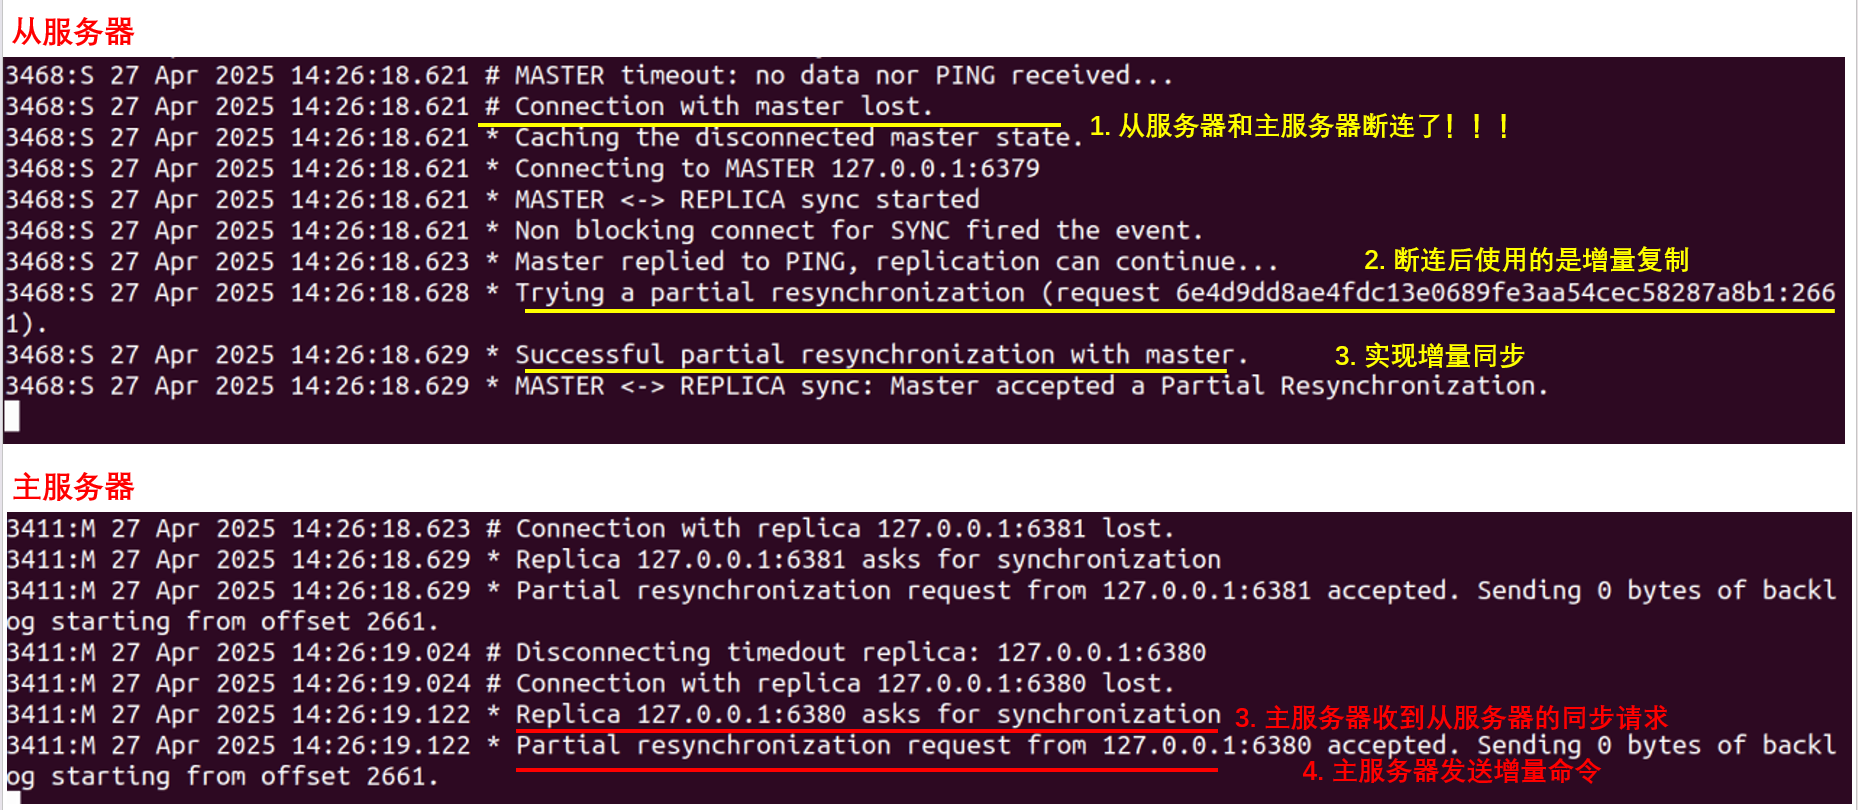 从服务器
3468:S 27 Apr 2025 14:26:18.621 # MASTER timeout: no data nor PING received...
3468:S 27 Apr 2025 14:26:18.621 # Connection with master lost.
1. 从服务器和主服务器断连了！！！
3468:S 27 Apr 2025 14:26:18.621 * Caching the disconnected master state.
3468:S 27 Apr 2025 14:26:18.621 * Connecting to MASTER 127.0.0.1:6379
3468:S 27 Apr 2025 14:26:18.621 * MASTER <-> REPLICA sync started
3468:S 27 Apr 2025 14:26:18.621 * Non blocking connect for SYNC fired the event.
3468:S 27 Apr 2025 14:26:18.623 * Master replied to PING, replication can continue...
2. 断连后使用的是增量复制
3468:S 27 Apr 2025 14:26:18.628 * Trying a partial resynchronization (request 6e4d9dd8ae4fdc13e0689fe3aa54cec58287a8b1:266
1).
3468:S 27 Apr 2025 14:26:18.629 * Successful partial resynchronization with master.
3. 实现增量同步
3468:S 27 Apr 2025 14:26:18.629 * MASTER <-> REPLICA sync: Master accepted a Partial Resynchronization.
主服务器
3411:M 27 Apr 2025 14:26:18.623 # Connection with replica 127.0.0.1:6381 lost.
3411:M 27 Apr 2025 14:26:18.629 * Replica 127.0.0.1:6381 asks for synchronization
3411:M 27 Apr 2025 14:26:18.629 * Partial resynchronization request from 127.0.0.1:6381 accepted. Sending 0 bytes of backl
og starting from offset 2661.
3411:M 27 Apr 2025 14:26:19.024 # Disconnecting timedout replica: 127.0.0.1:6380
3411:M 27 Apr 2025 14:26:19.024 # Connection with replica 127.0.0.1:6380 lost.
3411:M 27 Apr 2025 14:26:19.122 * Replica 127.0.0.1:6380 asks for synchronization
3. 主服务器收到从服务器的同步请求
3411:M 27 Apr 2025 14:26:19.122 * Partial resynchronization request from 127.0.0.1:6380 accepted. Sending 0 bytes of backl
og starting from offset 2661.
4. 主服务器发送增量命令